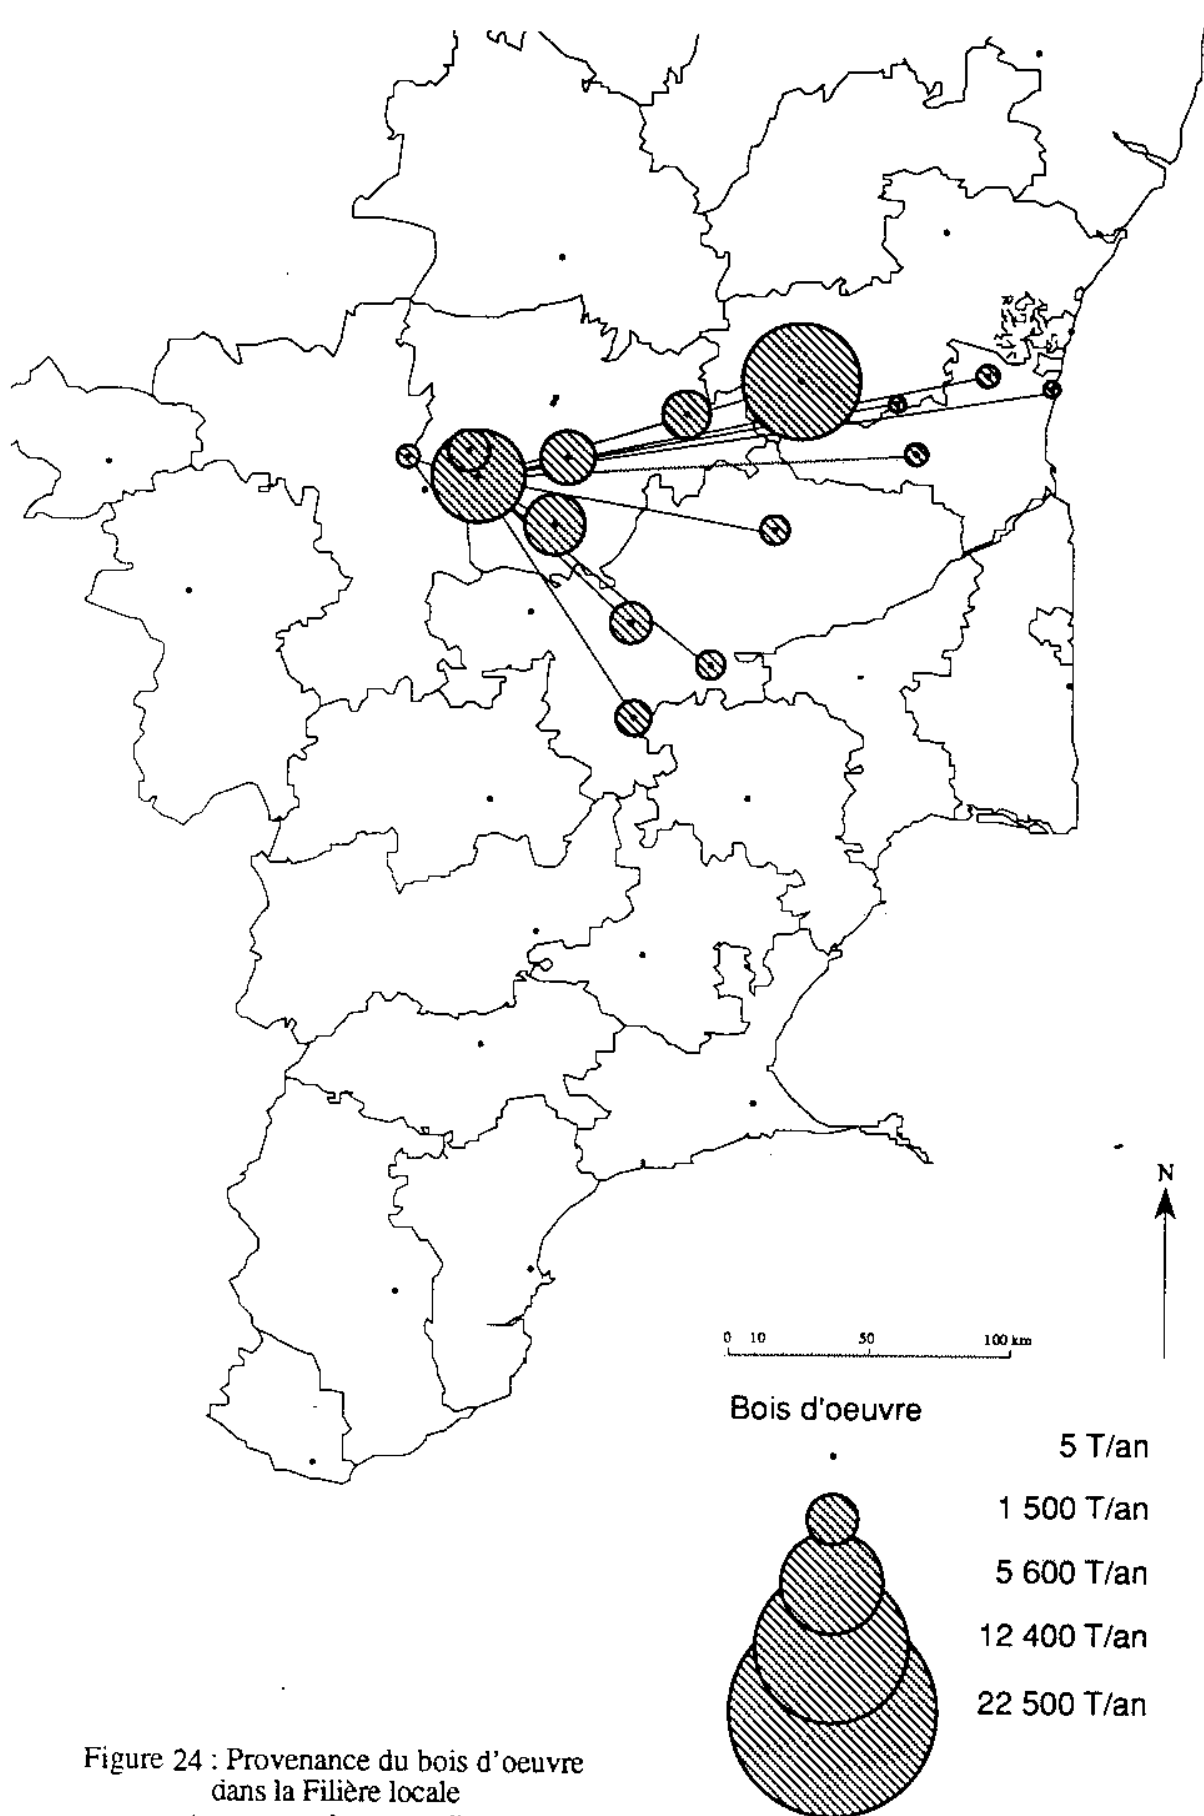 N
0 10 50 100 km
Bois d'oeuvre
5 T/an
1 500 T/an
5 600 T/an
12 400 T/an
22 500 T/an
Figure 24 : Provenance du bois d'oeuvre
dans la Filière locale